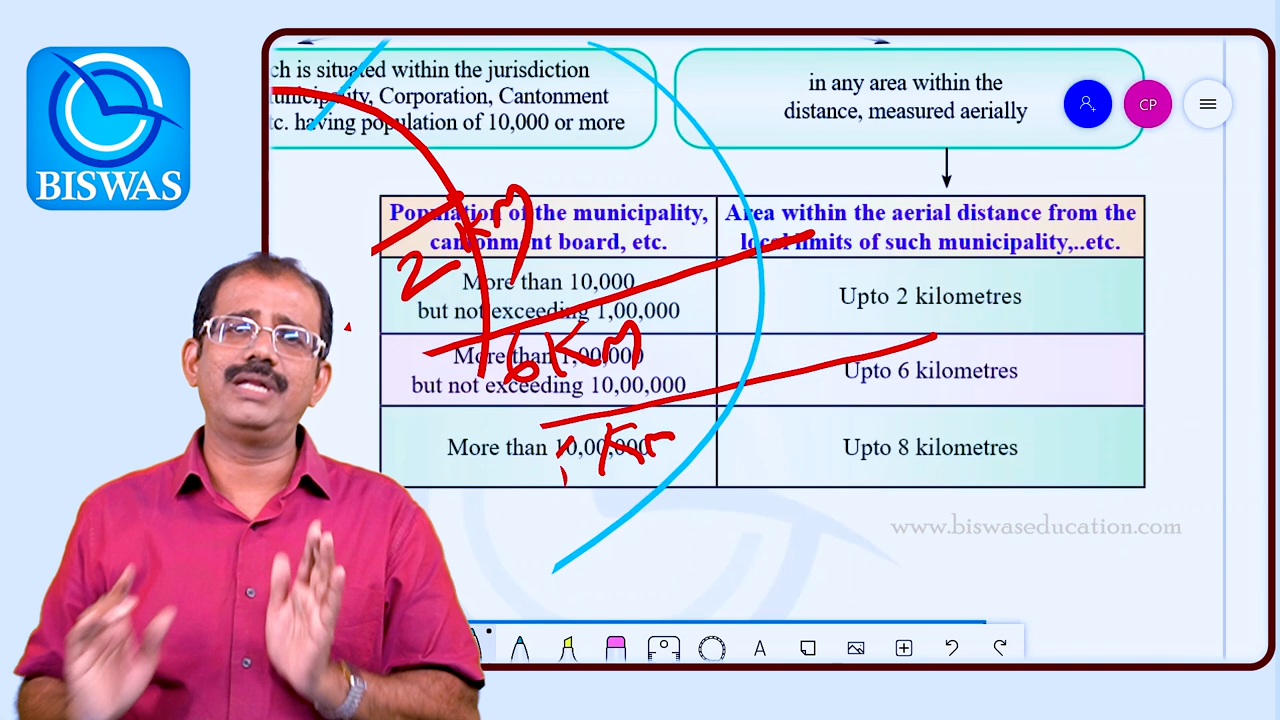 BISWAS
ch is situated within the jurisdiction
unicipality, Corporation, Cantonment
tc. having population of 10,000 or more
in any area within the
distance, measured aerially
CP
Population of the municipality,
cantonment board, etc.
Area within the aerial distance from the
local limits of such municipality,..etc.
More than 10,000
but not exceeding 1,00,000
Upto 2 kilometres
More than 1,00,000
but not exceeding 10,00,000
Upto 6 kilometres
More than 10,00,000
Upto 8 kilometres
2 km
6 Km
www.biswaseducation.com
A